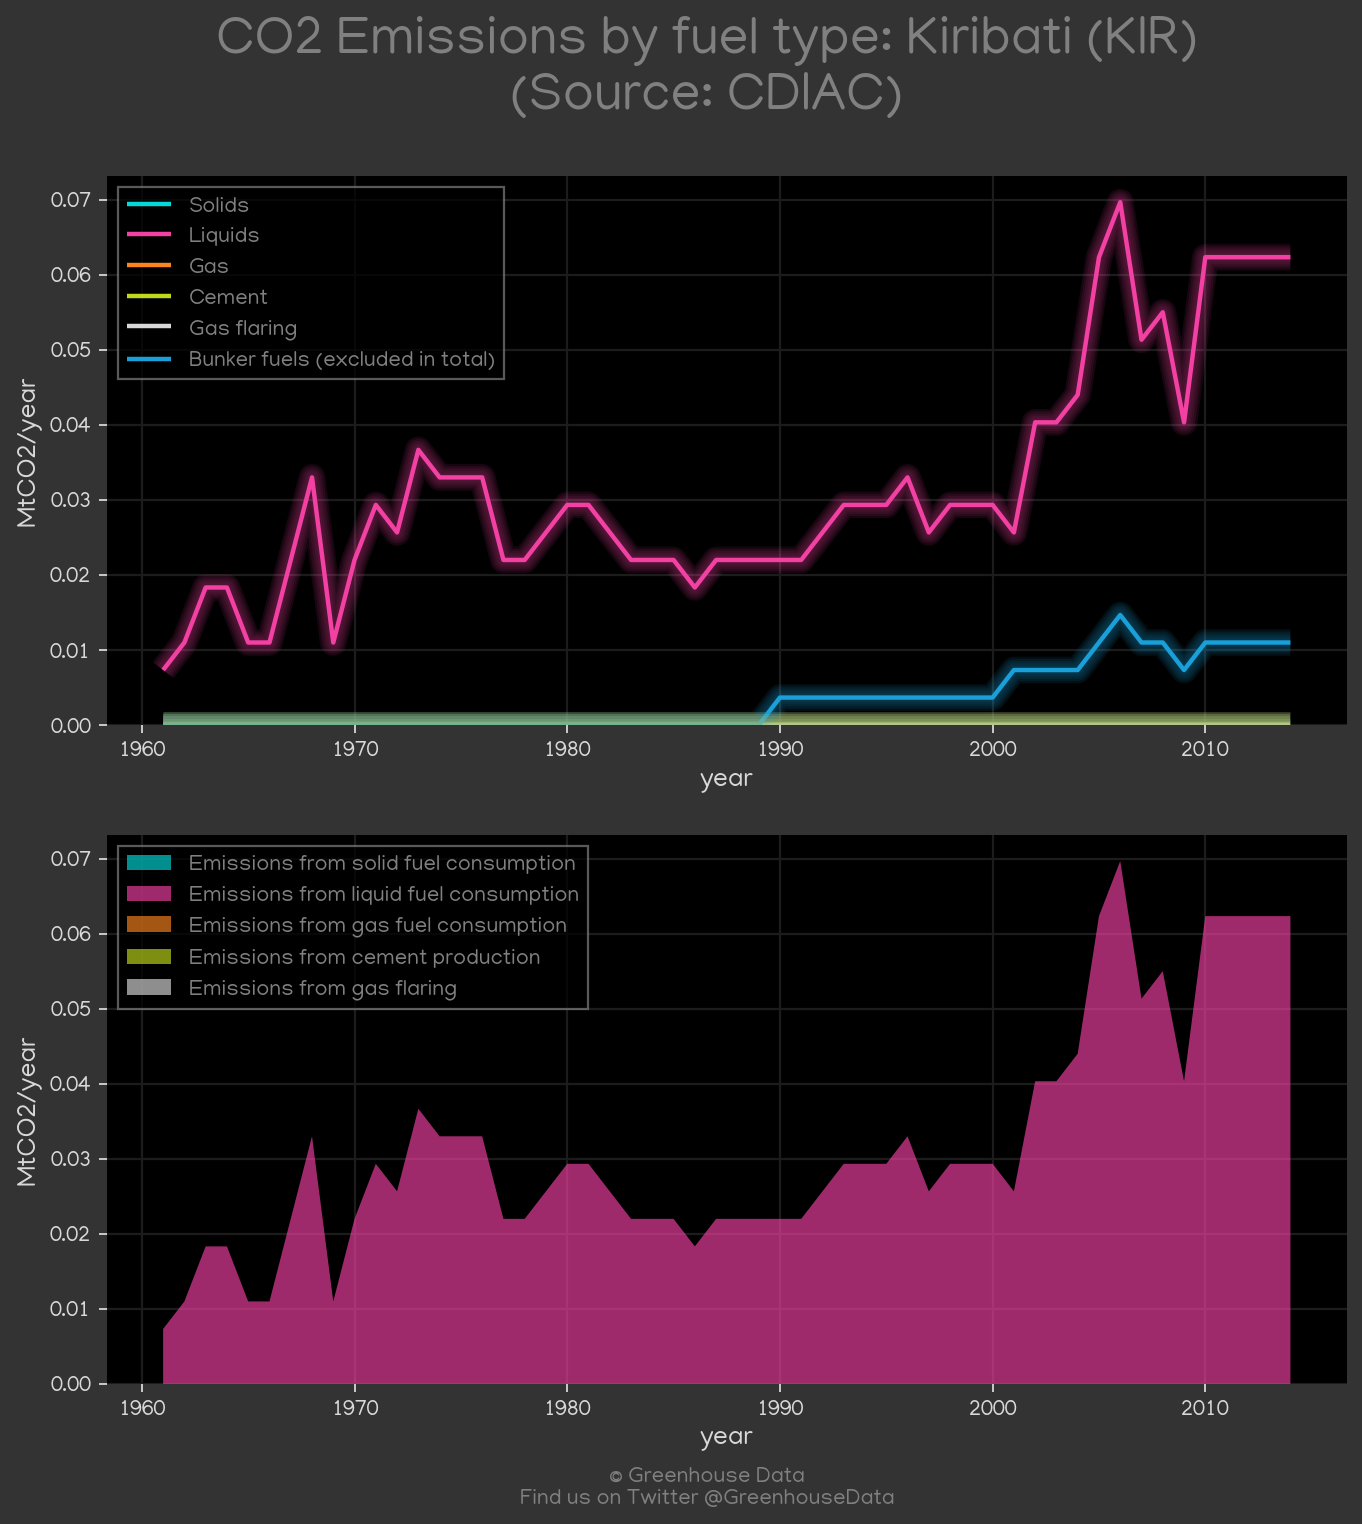 CO2 Emissions by fuel type: Kiribati (KIR)
(Source: CDIAC)
0.07
0.06
0.05
0.04
0.03
0.02
0.01
0.00
MtCO2/year
Solids
Liquids
Gas
Cement
Gas flaring
Bunker fuels (excluded in total)
1960 1970 1980 1990 2000 2010
year
0.07
0.06
0.05
0.04
0.03
0.02
0.01
0.00
MtCO2/year
Emissions from solid fuel consumption
Emissions from liquid fuel consumption
Emissions from gas fuel consumption
Emissions from cement production
Emissions from gas flaring
1960 1970 1980 1990 2000 2010
year
© Greenhouse Data
Find us on Twitter @GreenhouseData